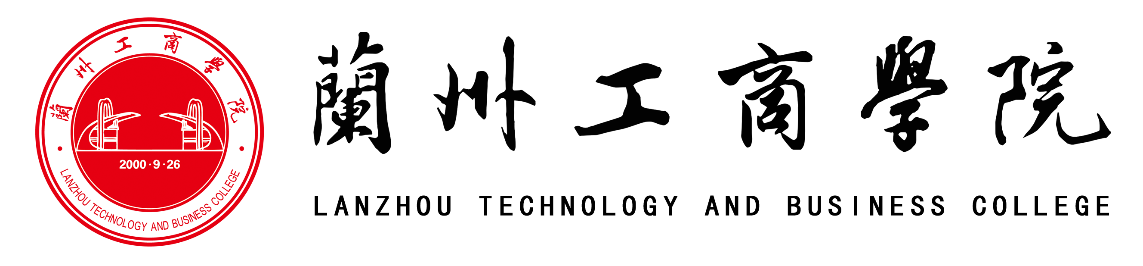 蘭州工商學院
2000·9·26
LANZHOU TECHNOLOGY AND BUSINESS COLLEGE
蘭州工商學院
LANZHOU TECHNOLOGY AND BUSINESS COLLEGE